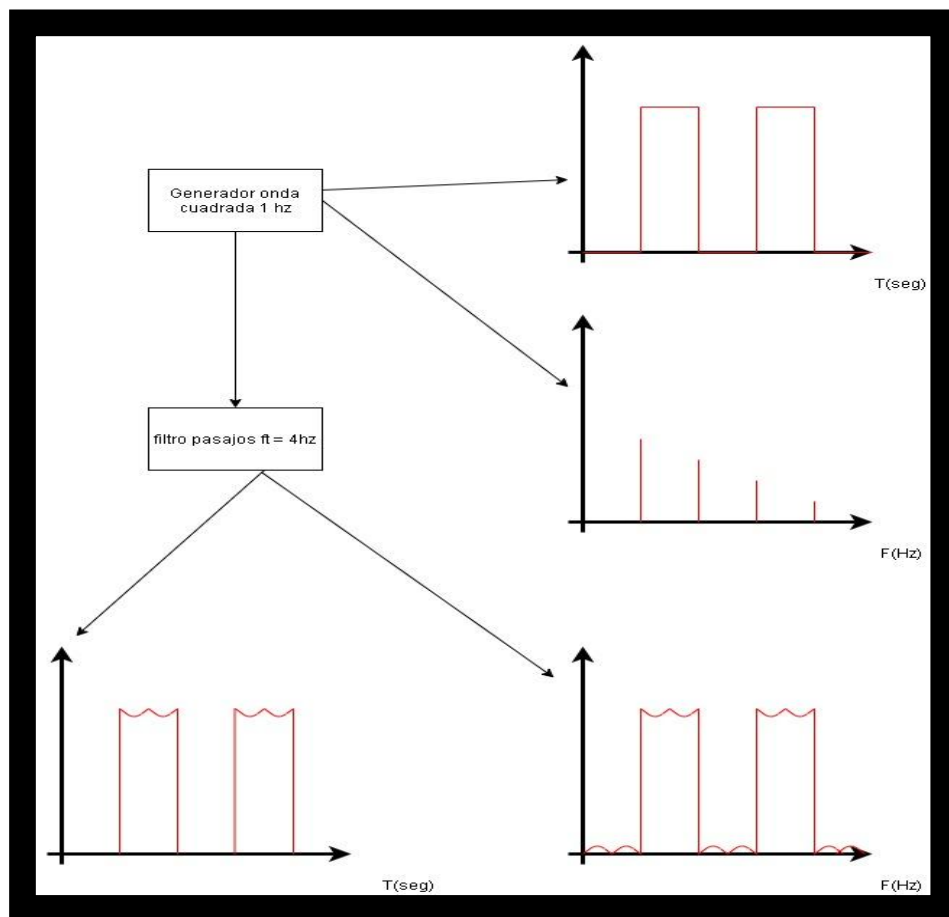 Generador onda
cuadrada 1 hz
T(seg)
filtro pasajos ft = 4hz
F(Hz)
T(seg)
F(Hz)